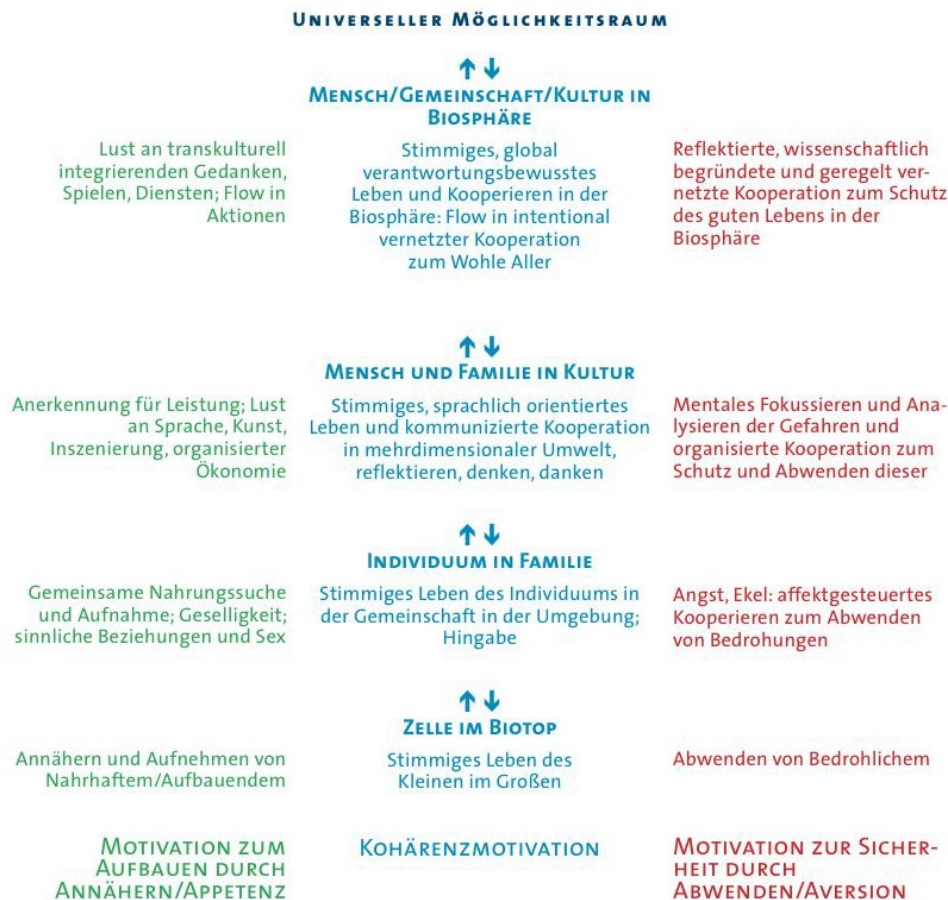 UNIVERSELLER MÖGLICHKEITSRAUM
MENSCH/GEMEINSCHAFT/KULTUR IN
BIOSPHÄRE
Lust an transkulturell
integrierenden Gedanken,
Spielen, Diensten; Flow in
Aktionen
Stimmiges, global
verantwortungsbewusstes
Leben und Kooperieren in der
Biosphäre: Flow in intentional
vernetzter Kooperation
zum Wohle Aller
Reflektierte, wissenschaftlich
begründete und geregelt ver-
netzte Kooperation zum Schutz
des guten Lebens in der
Biosphäre
MENSCH UND FAMILIE IN KULTUR
Anerkennung für Leistung; Lust
an Sprache, Kunst,
Inszenierung, organisierter
Ökonomie
Stimmiges, sprachlich orientiertes
Leben und kommunizierte Kooperation
in mehrdimensionaler Umwelt,
reflektieren, denken, danken
Mentales Fokussieren und Ana-
lysieren der Gefahren und
organisierte Kooperation zum
Schutz und Abwenden dieser
INDIVIDUUM IN FAMILIE
Gemeinsame Nahrungssuche
und Aufnahme; Geselligkeit;
sinnliche Beziehungen und Sex
Stimmiges Leben des Individuums in
der Gemeinschaft in der Umgebung;
Hingabe
Angst, Ekel: affektgesteuertes
Kooperieren zum Abwenden
von Bedrohungen
ZELLE IM BIOTOP
Annähern und Aufnehmen von
Nahrhaftem/Aufbauendem
Stimmiges Leben des
Kleinen im Großen
Abwenden von Bedrohlichem
MOTIVATION ZUM
AUFBAUEN DURCH
ANNÄHERN/APPETENZ
KOHÄRENZMOTIVATION
MOTIVATION ZUR SICHER-
HEIT DURCH
ABWENDEN/AVERSION